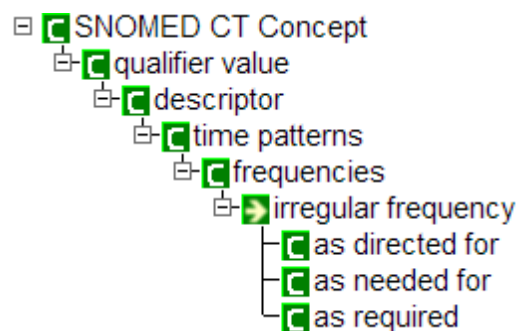 SNOMED CT Concept
qualifier value
descriptor
time patterns
frequencies
irregular frequency
as directed for
as needed for
as required